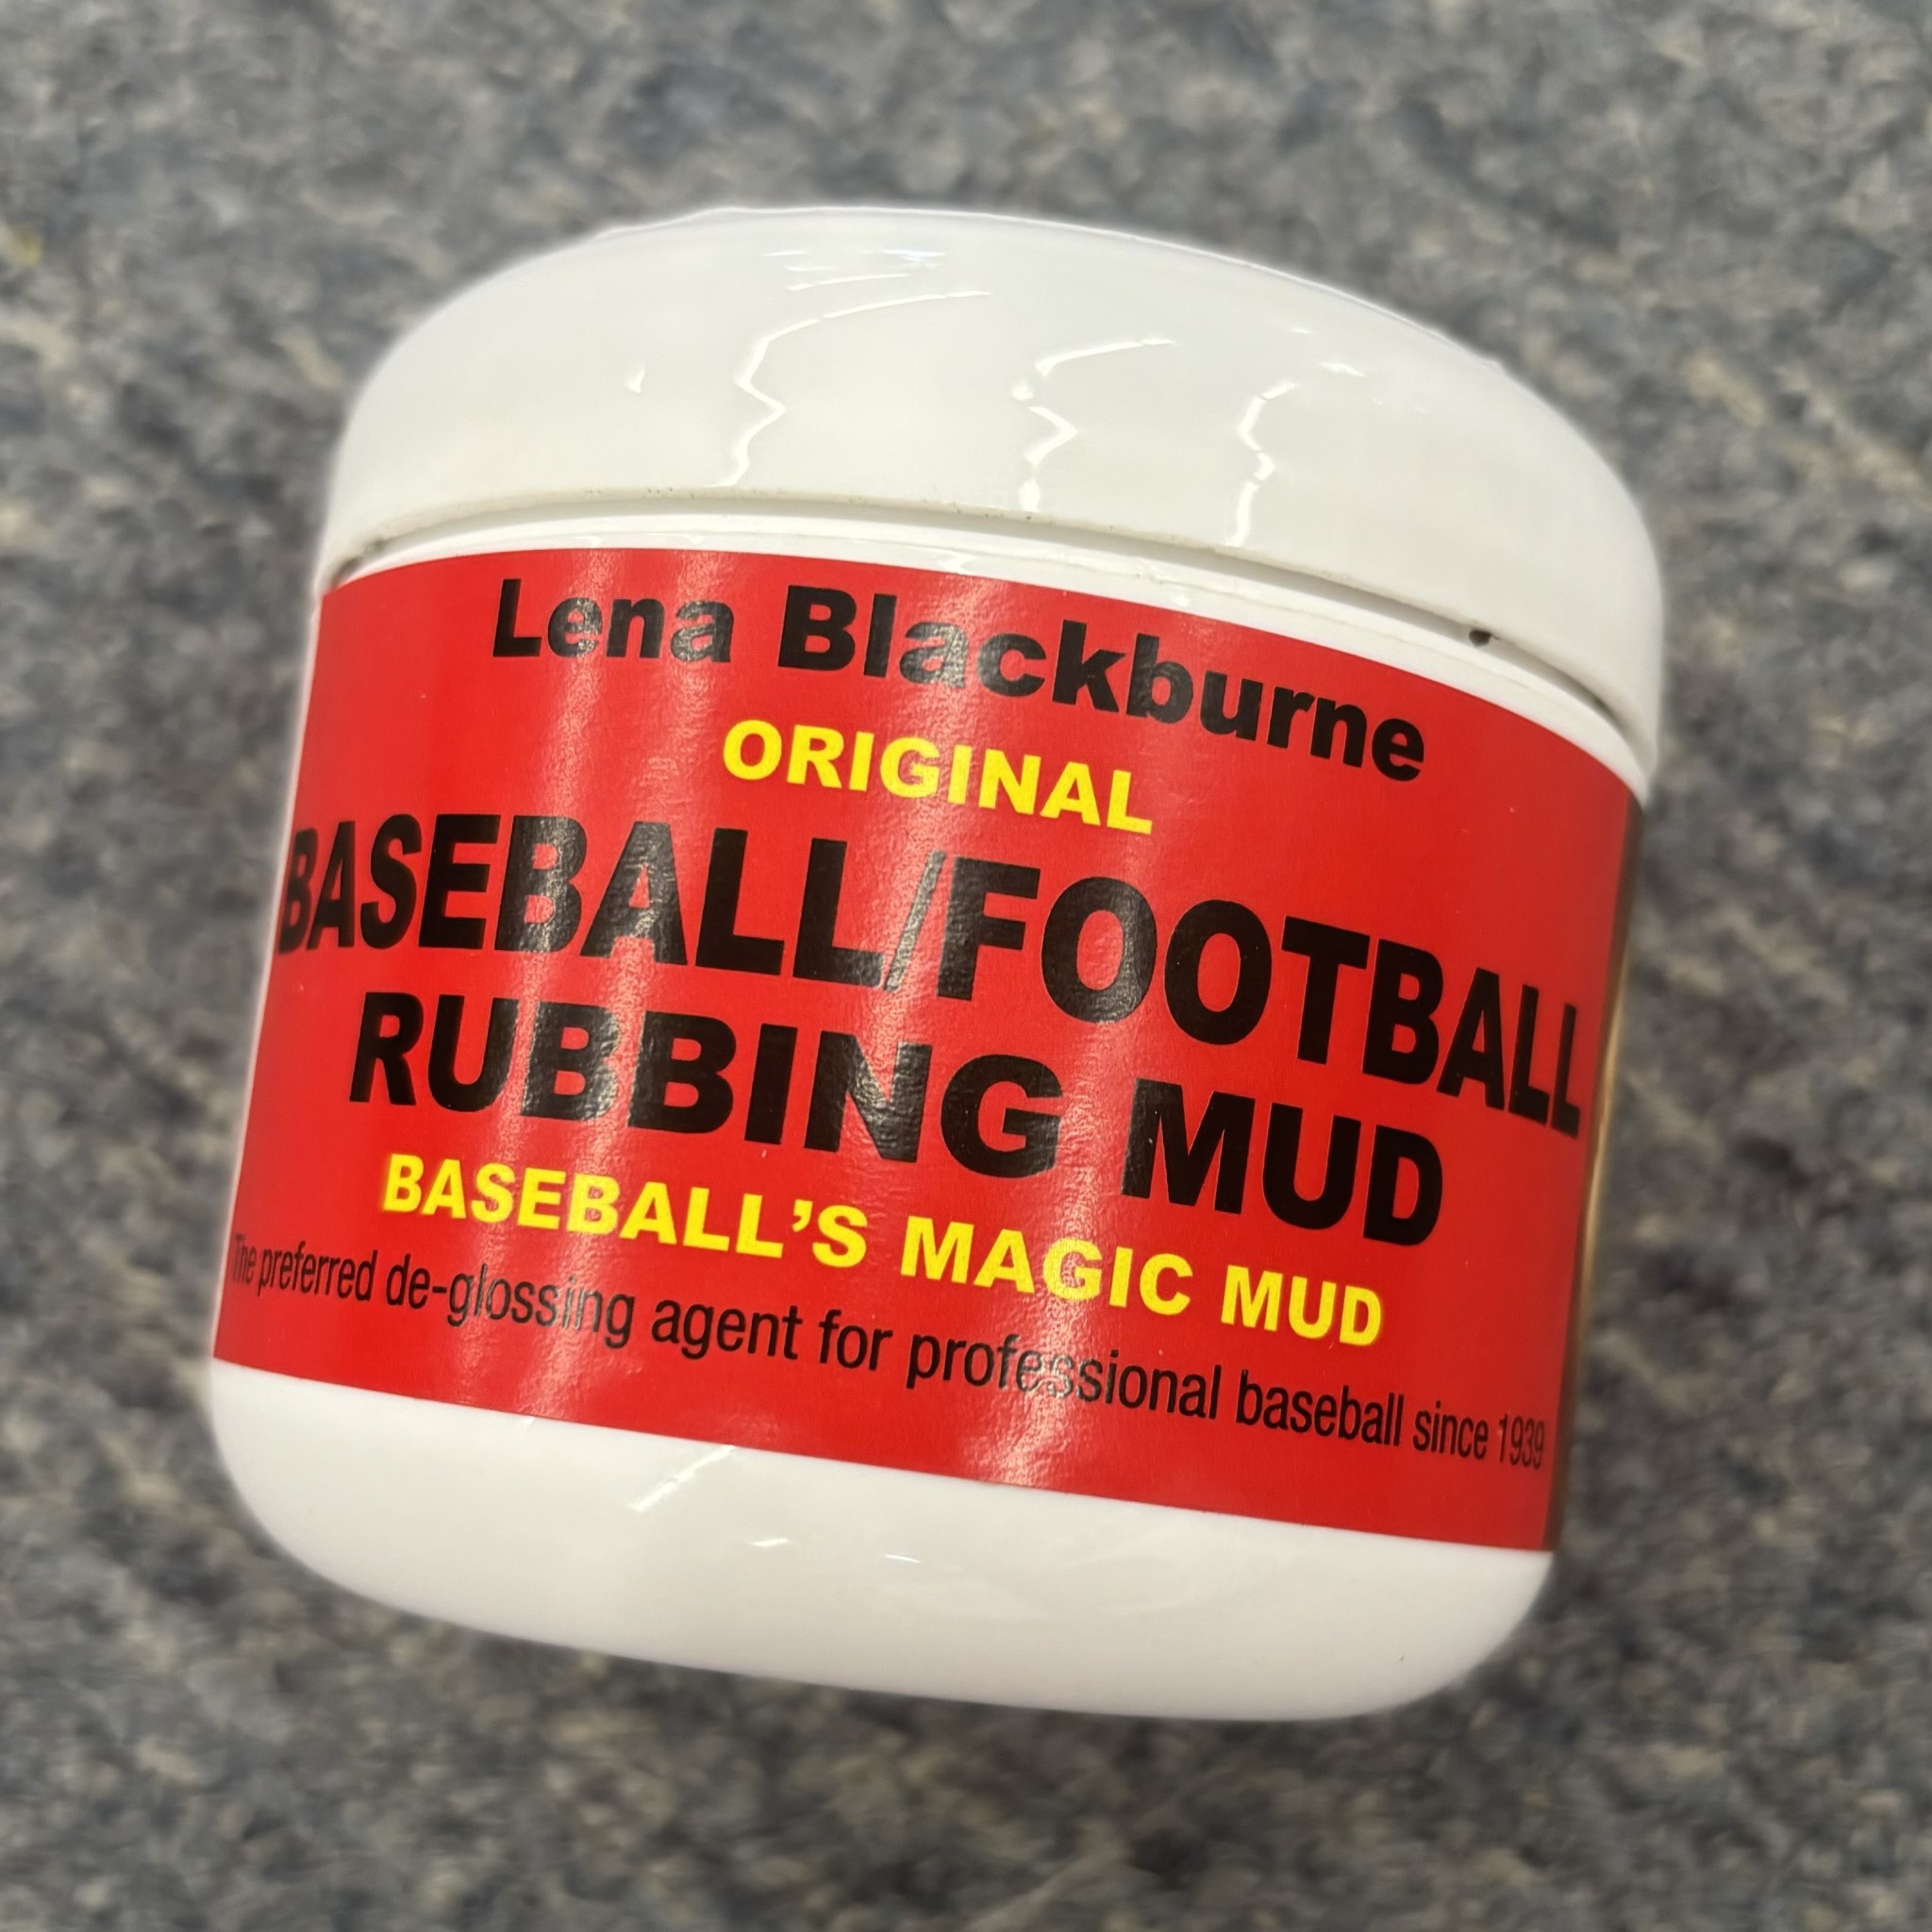 Lena Blackburne
ORIGINAL
BASEBALL/FOOTBALL
RUBBING MUD
BASEBALL'S MAGIC MUD
The preferred de-glossing agent for professional baseball since 1939